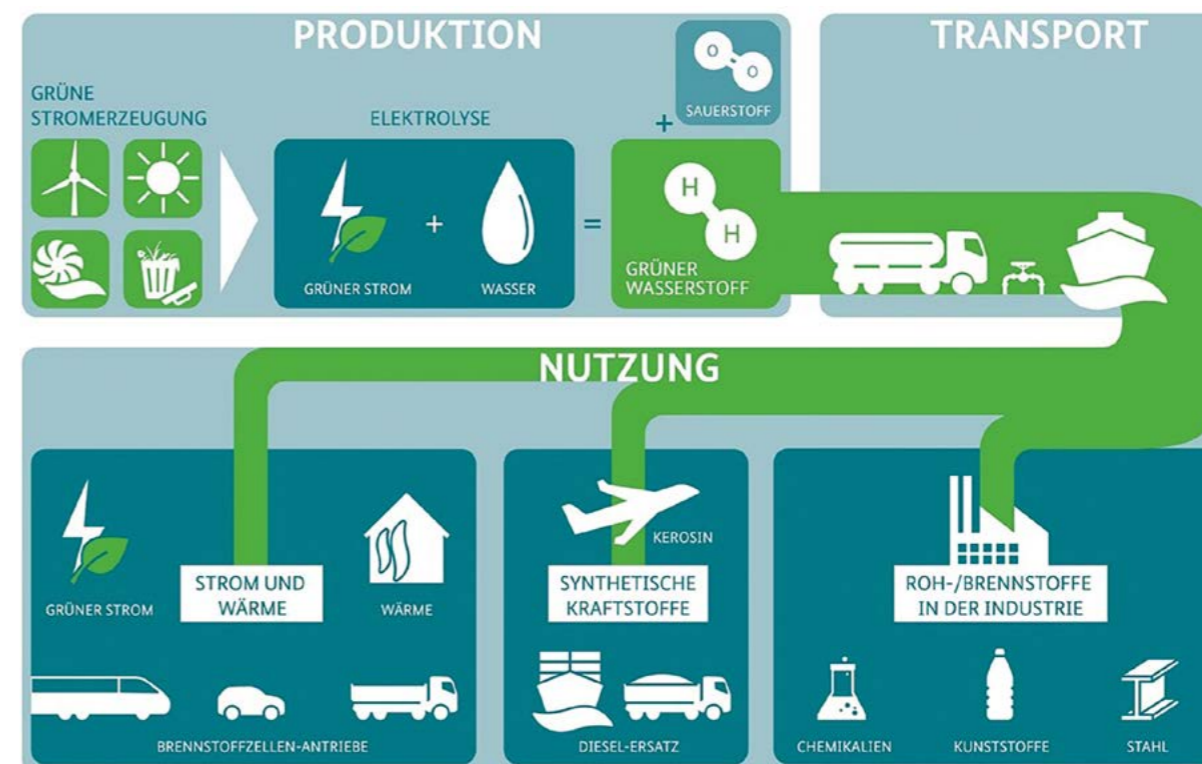 PRODUKTION
GRÜNE
STROMERZEUGUNG
ELEKTROLYSE
GRÜNER STROM
+
WASSER
=
GRÜNER
WASSERSTOFF
H
H
+
O
O
SAUERSTOFF
TRANSPORT
NUTZUNG
GRÜNER STROM
STROM UND
WÄRME
WÄRME
BRENNSTOFFZELLEN-ANTRIEBE
KEROSIN
SYNTHETISCHE
KRAFTSTOFFE
DIESEL-ERSATZ
ROH-/BRENNSTOFFE
IN DER INDUSTRIE
CHEMIKALIEN
KUNSTSTOFFE
STAHL